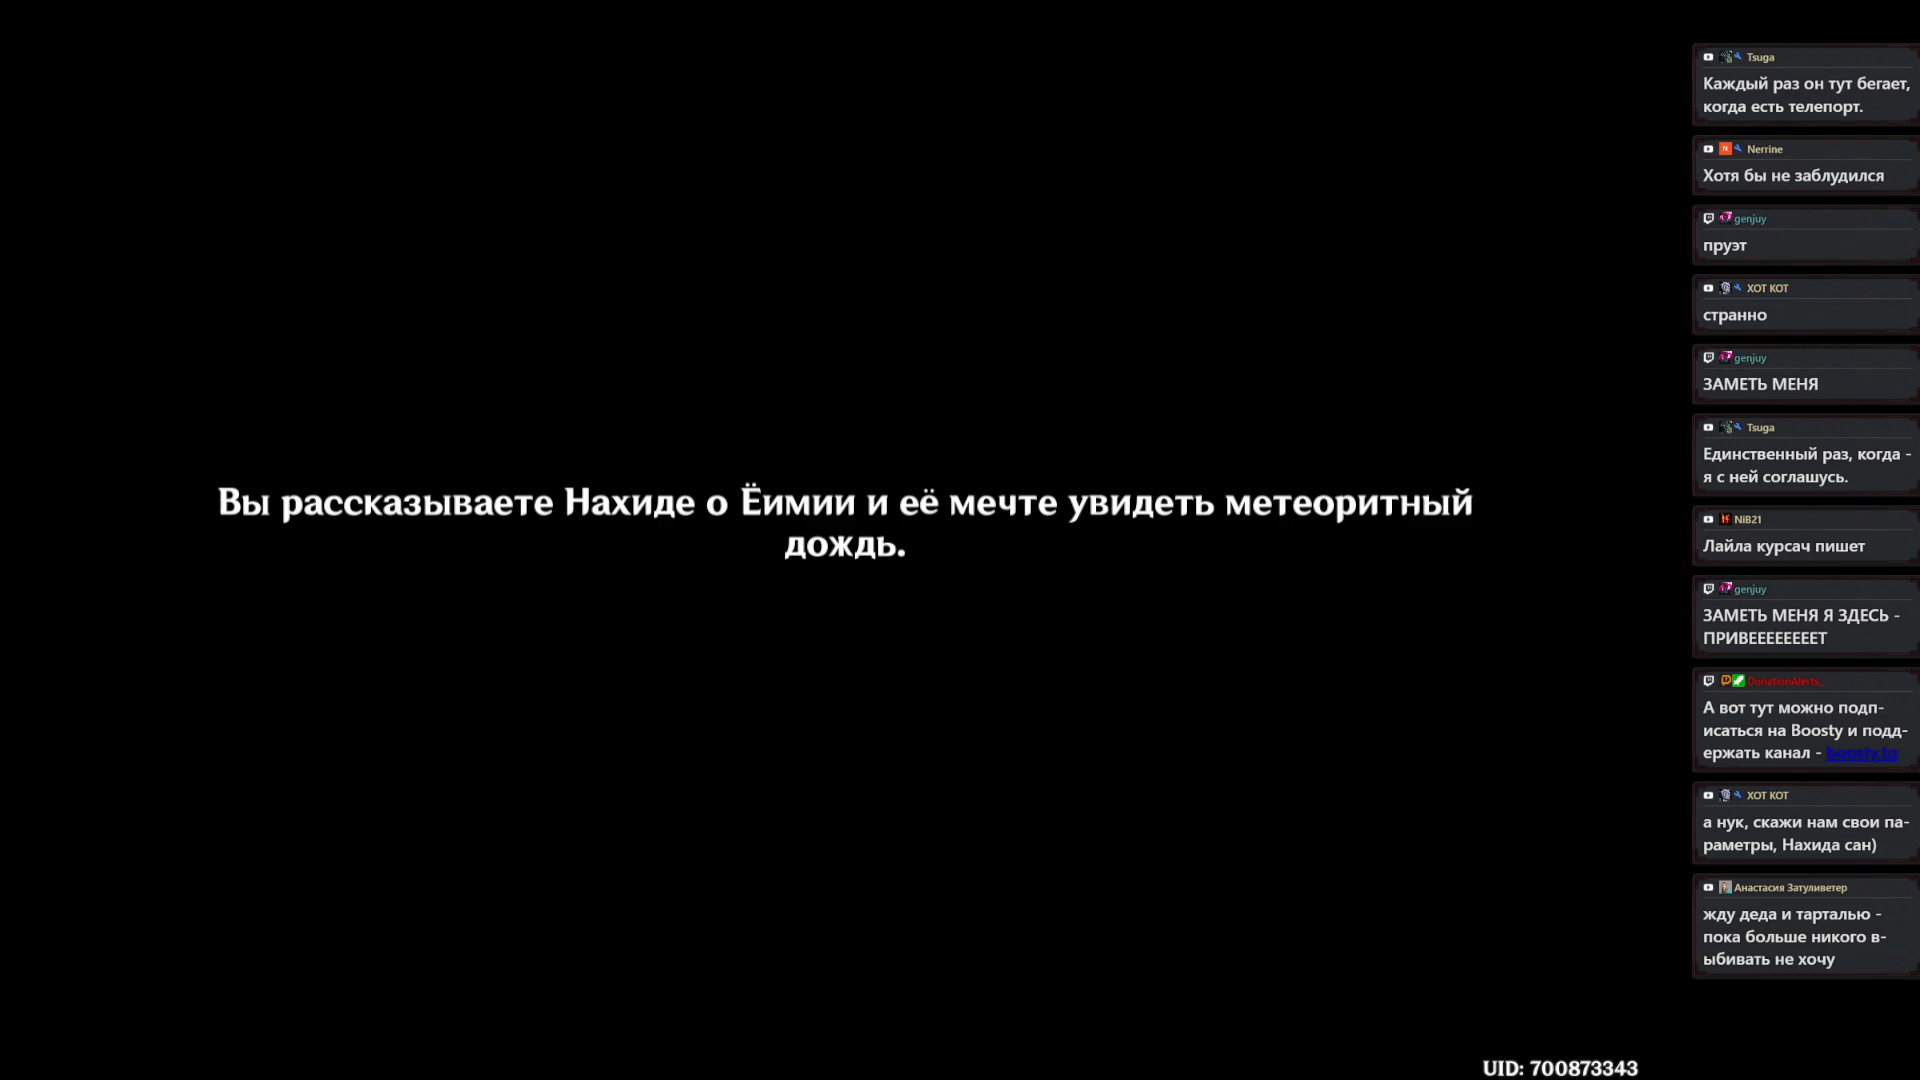 Вы рассказываете Нахиде о Ёимии и её мечте увидеть метеоритный
дождь.
Tsuga
Каждый раз он тут бегает,
когда есть телепорт.
Nerrine
Хотя бы не заблудился
genjuy
пруэт
ХОТ КОТ
странно
genjuy
ЗАМЕТЬ МЕНЯ
Tsuga
Единственный раз, когда -
я с ней соглашусь.
NiB21
Лайла курсач пишет
genjuy
ЗАМЕТЬ МЕНЯ Я ЗДЕСЬ -
ПРИВЕЕЕЕЕЕЕЕТ
DonationAlerts_
А вот тут можно подп-
исаться на Boosty и подд-
ержать канал - boosty.to
ХОТ КОТ
а нук, скажи нам свои па-
раметры, Нахида сан)
Анастасия Затуливетер
жду деда и тарталью -
пока больше никого в-
ыбивать не хочу
UID: 700873343